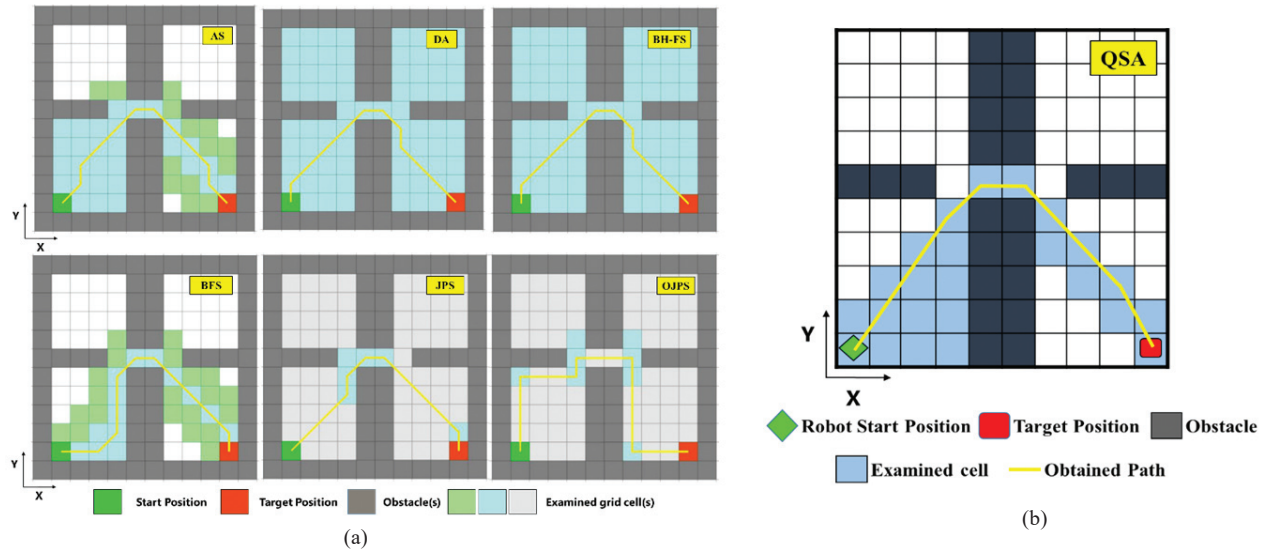 AS
DA
BH-FS
Y
X
BFS
JPS
OJPS
Y
X
Start Position
Target Position
Obstacle(s)
Examined grid cell(s)
(a)
QSA
Y
X
Robot Start Position
Target Position
Obstacle
Examined cell
Obtained Path
(b)